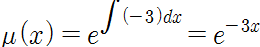 μ(x) = e^{∫(-3)dx} = e^{-3x}